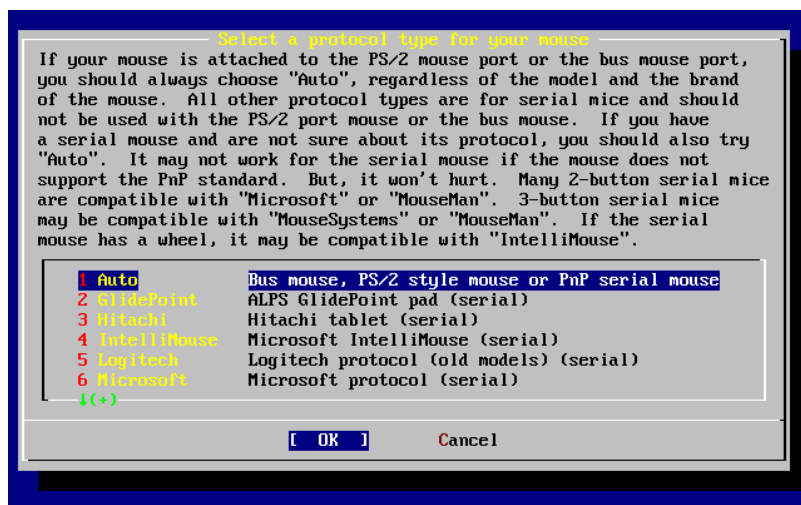 Select a protocol type for your mouse
If your mouse is attached to the PS/2 mouse port or the bus mouse port,
you should always choose "Auto", regardless of the model and the brand
of the mouse.  All other protocol types are for serial mice and should
not be used with the PS/2 port mouse or the bus mouse.  If you have
a serial mouse and are not sure about its protocol, you should also try
"Auto".  It may not work for the serial mouse if the mouse does not
support the PnP standard.  But, it won't hurt.  Many 2-button serial mice
are compatible with "Microsoft" or "MouseMan".  3-button serial mice
may be compatible with "MouseSystems" or "MouseMan".  If the serial
mouse has a wheel, it may be compatible with "IntelliMouse".
1 Auto Bus mouse, PS/2 style mouse or PnP serial mouse
2 GlidePoint ALPS GlidePoint pad (serial)
3 Hitachi Hitachi tablet (serial)
4 IntelliMouse Microsoft IntelliMouse (serial)
5 Logitech Logitech protocol (old models) (serial)
6 Microsoft Microsoft protocol (serial)
↓(+)
[ OK ] Cancel